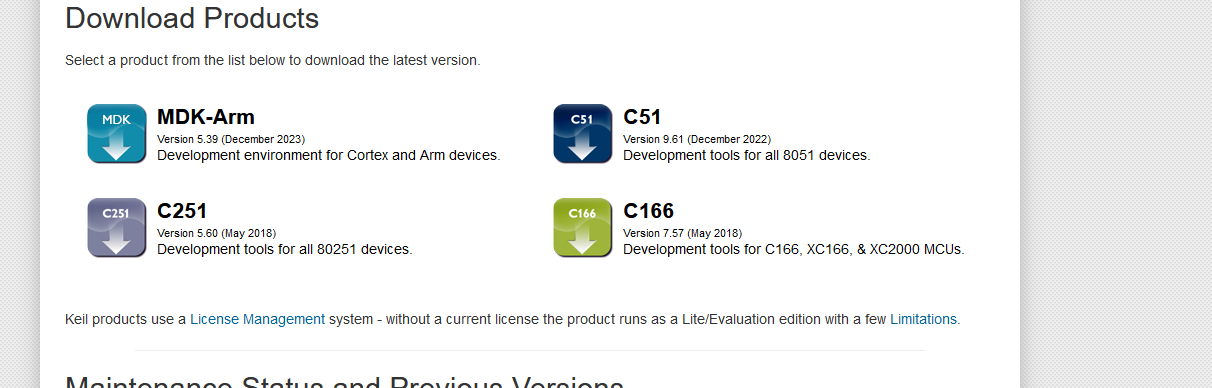 Download Products
Select a product from the list below to download the latest version.
MDK
MDK-Arm
Version 5.39 (December 2023)
Development environment for Cortex and Arm devices.
C51
C51
Version 9.61 (December 2022)
Development tools for all 8051 devices.
C251
C251
Version 5.60 (May 2018)
Development tools for all 80251 devices.
C166
C166
Version 7.57 (May 2018)
Development tools for C166, XC166, & XC2000 MCUs.
Keil products use a License Management system - without a current license the product runs as a Lite/Evaluation edition with a few Limitations.
Maintenance Status and Previous Versions